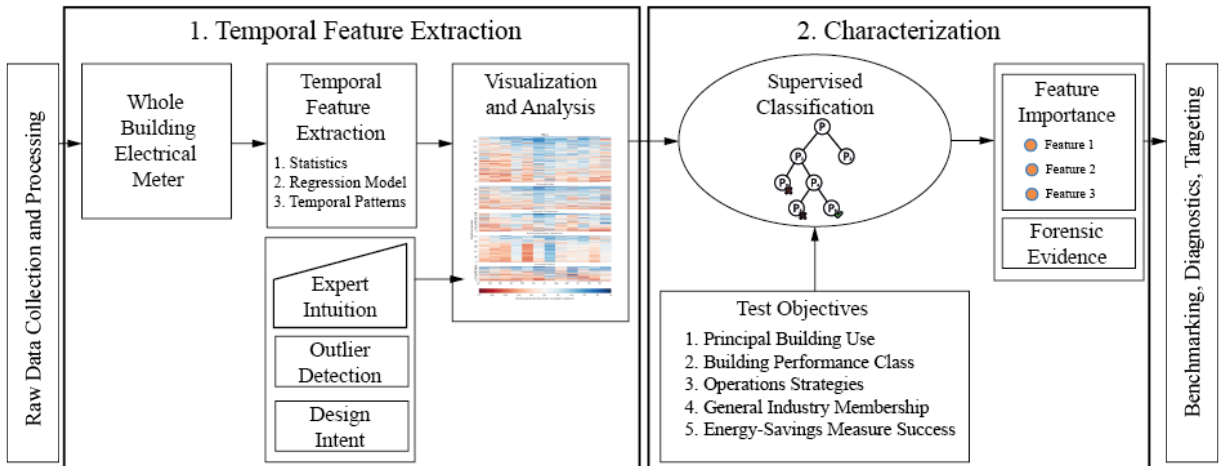 Raw Data Collection and Processing
1. Temporal Feature Extraction
Whole
Building
Electrical
Meter
Temporal
Feature
Extraction
1. Statistics
2. Regression Model
3. Temporal Patterns
Expert
Intuition
Outlier
Detection
Design
Intent
Visualization
and Analysis
2. Characterization
Supervised
Classification
P
P
P
P
P
P
P
Test Objectives
1. Principal Building Use
2. Building Performance Class
3. Operations Strategies
4. General Industry Membership
5. Energy-Savings Measure Success
Feature
Importance
Feature 1
Feature 2
Feature 3
Forensic
Evidence
Benchmarking, Diagnostics, Targeting